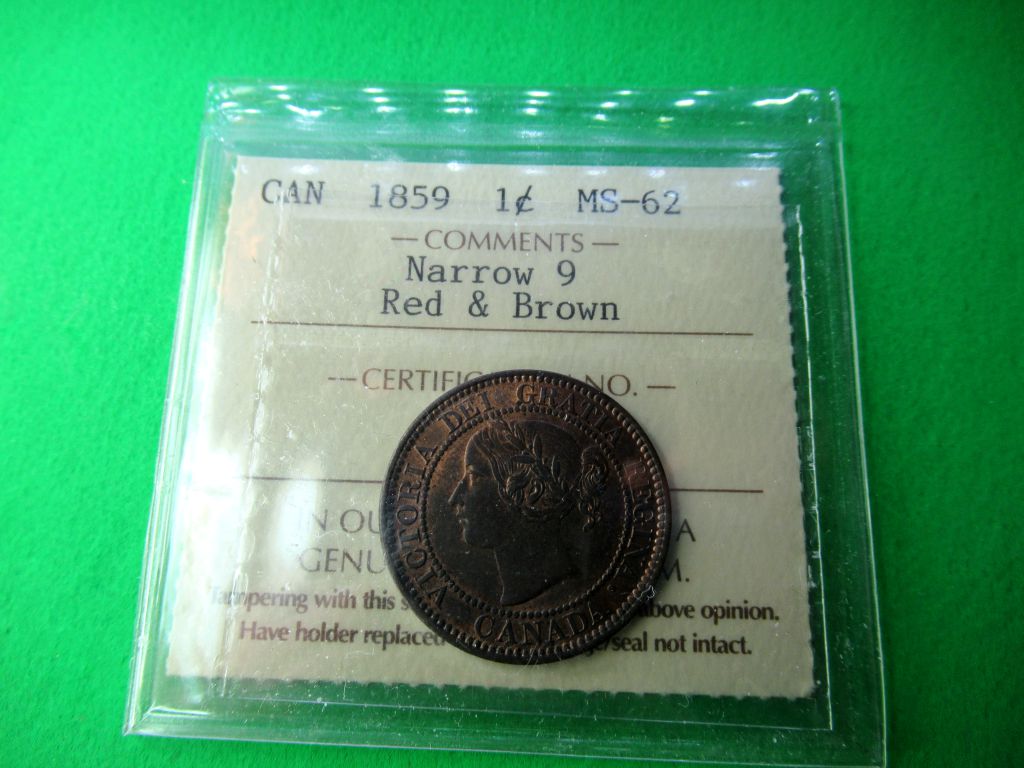 CAN 1859 1¢ MS-62
— COMMENTS —
Narrow 9
Red & Brown
--- CERTIFIC NO. —
VICTORIA DEI GRATIA REGINA
CANADA
IN OU A
GENU M.
Tampering with this s above opinion.
Have holder replaced /seal not intact.